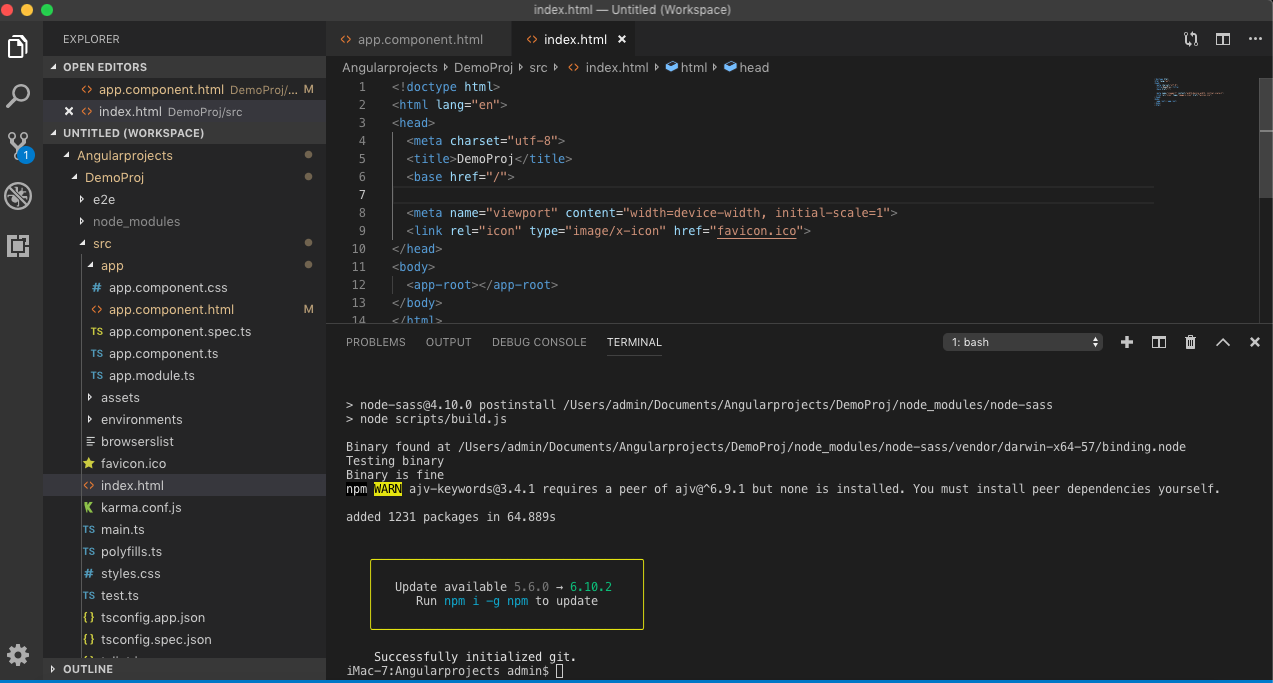 index.html — Untitled (Workspace)
EXPLORER
OPEN EDITORS
<> app.component.html DemoProj/... M
× <> index.html DemoProj/src
UNTITLED (WORKSPACE)
Angularprojects
DemoProj
e2e
node_modules
src
app
# app.component.css
<> app.component.html M
TS app.component.spec.ts
TS app.component.ts
TS app.module.ts
assets
environments
browserslist
favicon.ico
<> index.html
karma.conf.js
TS main.ts
TS polyfills.ts
# styles.css
TS test.ts
{} tsconfig.app.json
{} tsconfig.spec.json
OUTLINE
1
<> app.component.html <> index.html ×
Angularprojects DemoProj src <> index.html html head
1 <!doctype html>
2 <html lang="en">
3 <head>
4 <meta charset="utf-8">
5 <title>DemoProj</title>
6 <base href="/">
7
8 <meta name="viewport" content="width=device-width, initial-scale=1">
9 <link rel="icon" type="image/x-icon" href="favicon.ico">
10 </head>
11 <body>
12 <app-root></app-root>
13 </body>
14 </html>
PROBLEMS OUTPUT DEBUG CONSOLE TERMINAL 1: bash
> node-sass@4.10.0 postinstall /Users/admin/Documents/Angularprojects/DemoProj/node_modules/node-sass
> node scripts/build.js
Binary found at /Users/admin/Documents/Angularprojects/DemoProj/node_modules/node-sass/vendor/darwin-x64-57/binding.node
Testing binary
Binary is fine
npm WARN ajv-keywords@3.4.1 requires a peer of ajv@^6.9.1 but none is installed. You must install peer dependencies yourself.
added 1231 packages in 64.889s
Update available 5.6.0 → 6.10.2
Run npm i -g npm to update
Successfully initialized git.
iMac-7:Angularprojects admin$